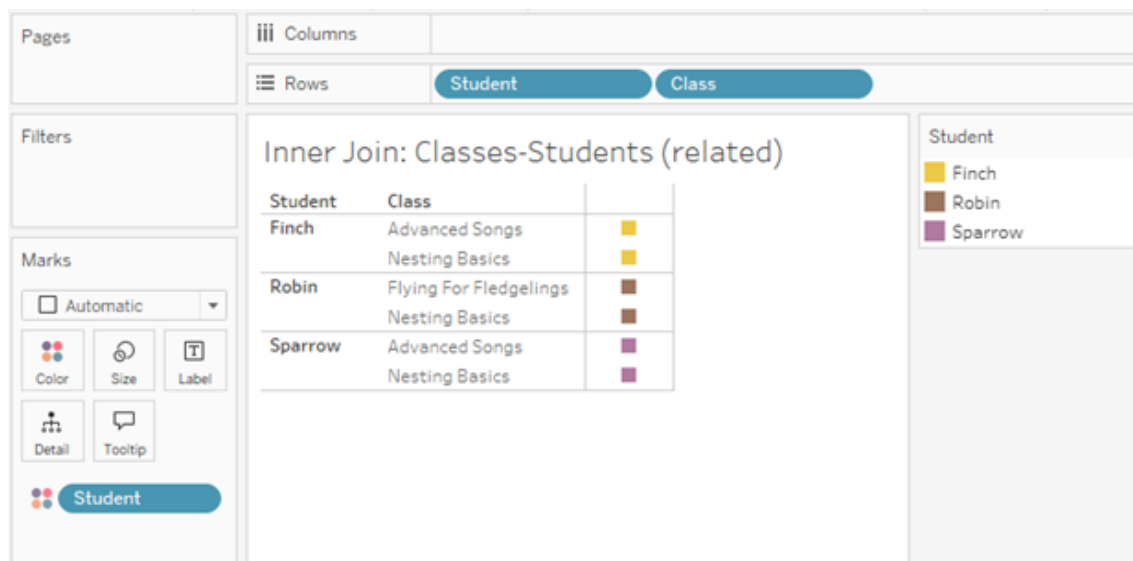 Pages
Columns
Rows
Student
Class
Filters
Inner Join: Classes-Students (related)
Student Class
Finch Advanced Songs
Nesting Basics
Robin Flying For Fledgelings
Nesting Basics
Sparrow Advanced Songs
Nesting Basics
Marks
Automatic
Color
Size
T
Label
Detail
Tooltip
Student
Student
Finch
Robin
Sparrow